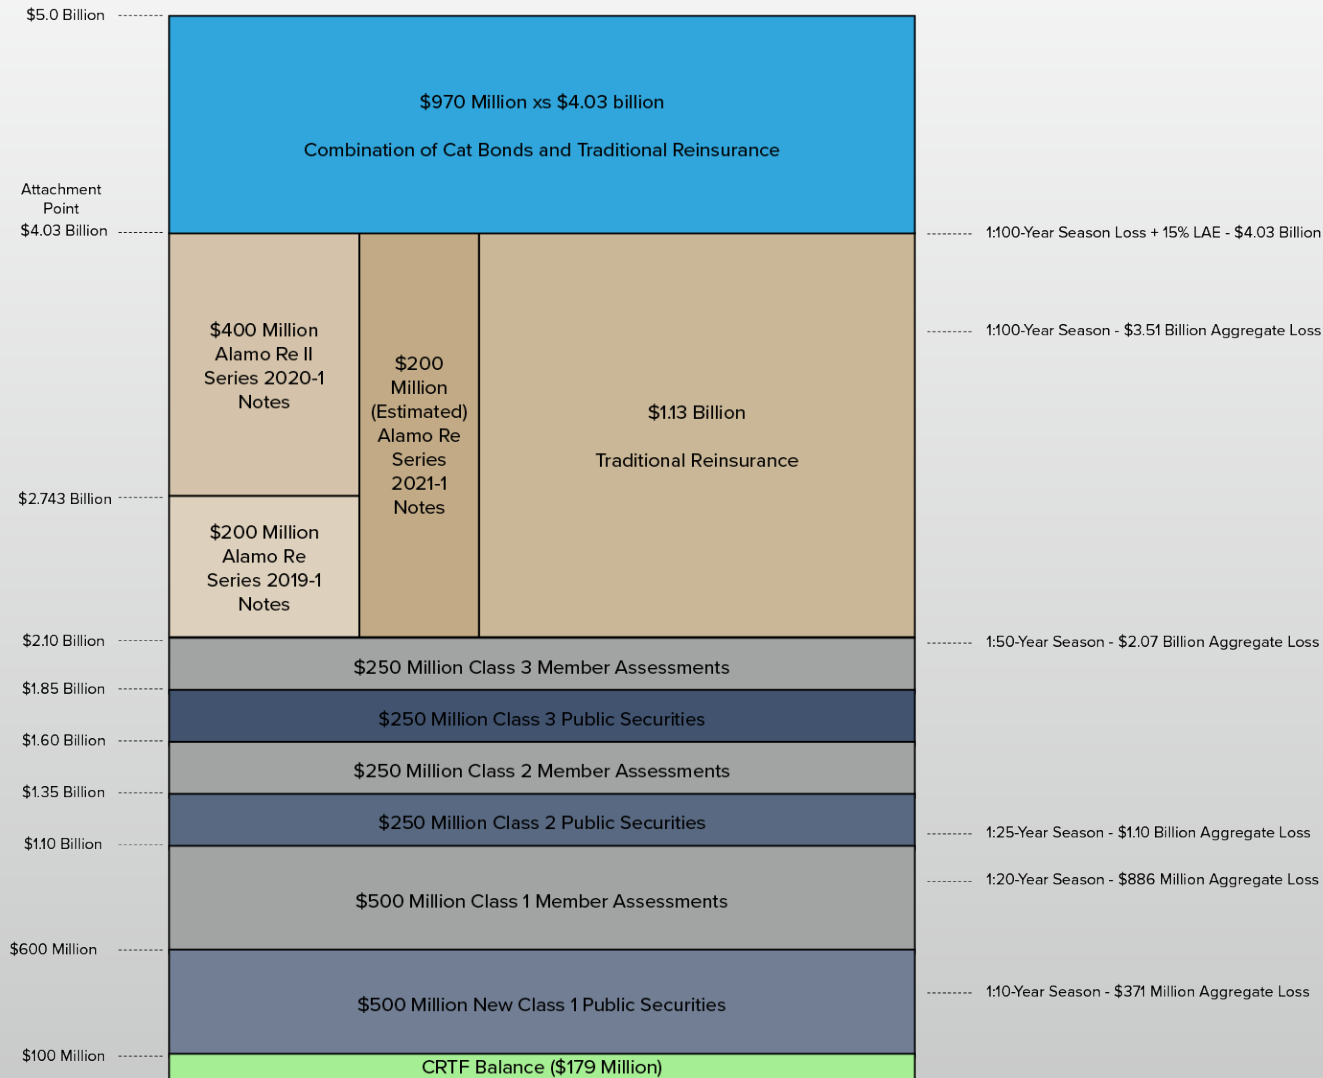 $5.0 Billion
$970 Million xs $4.03 billion
Combination of Cat Bonds and Traditional Reinsurance
Attachment
Point
$4.03 Billion
1:100-Year Season Loss + 15% LAE - $4.03 Billion
1:100-Year Season - $3.51 Billion Aggregate Loss
$400 Million
Alamo Re II
Series 2020-1
Notes
$200
Million
(Estimated)
Alamo Re
Series
2021-1
Notes
$1.13 Billion
Traditional Reinsurance
$2.743 Billion
$200 Million
Alamo Re
Series 2019-1
Notes
$2.10 Billion
1:50-Year Season - $2.07 Billion Aggregate Loss
$250 Million Class 3 Member Assessments
$1.85 Billion
$250 Million Class 3 Public Securities
$1.60 Billion
$250 Million Class 2 Member Assessments
$1.35 Billion
$250 Million Class 2 Public Securities
1:25-Year Season - $1.10 Billion Aggregate Loss
$1.10 Billion
1:20-Year Season - $886 Million Aggregate Loss
$500 Million Class 1 Member Assessments
$600 Million
1:10-Year Season - $371 Million Aggregate Loss
$500 Million New Class 1 Public Securities
$100 Million
CRTF Balance ($179 Million)